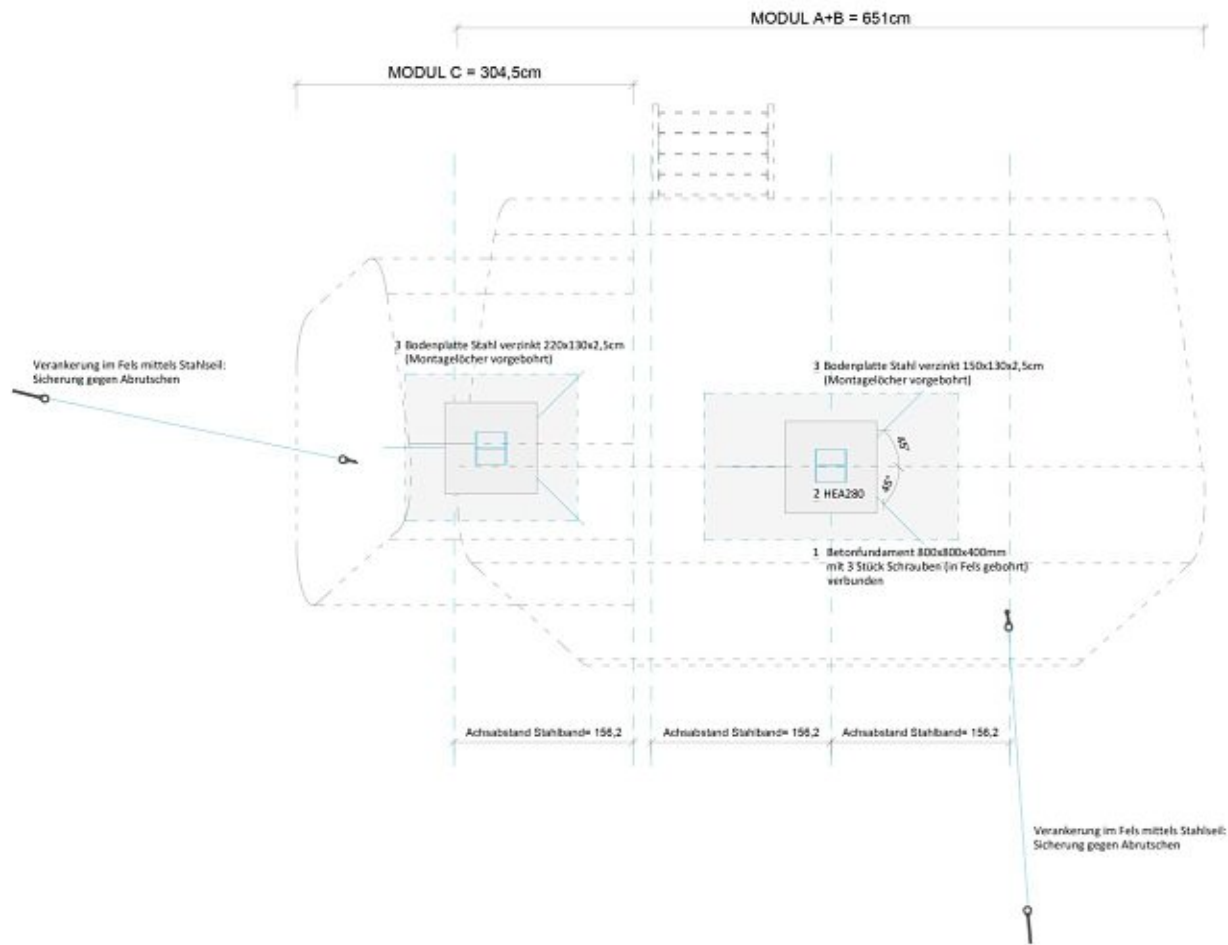 MODUL A+B = 651cm
MODUL C = 304,5cm
3 Bodenplatte Stahl verzinkt 220x130x2,5cm
(Montagelöcher vorgebohrt)
Verankerung im Fels mittels Stahlseil:
Sicherung gegen Abrutschen
3 Bodenplatte Stahl verzinkt 150x130x2,5cm
(Montagelöcher vorgebohrt)
45°
45°
2 HEA280
1 Betonfundament 800x800x400mm
mit 3 Stück Schrauben (in Fels gebohrt)
verbunden
Achsabstand Stahlband= 156,2
Achsabstand Stahlband= 156,2
Achsabstand Stahlband= 156,2
Verankerung im Fels mittels Stahlseil:
Sicherung gegen Abrutschen